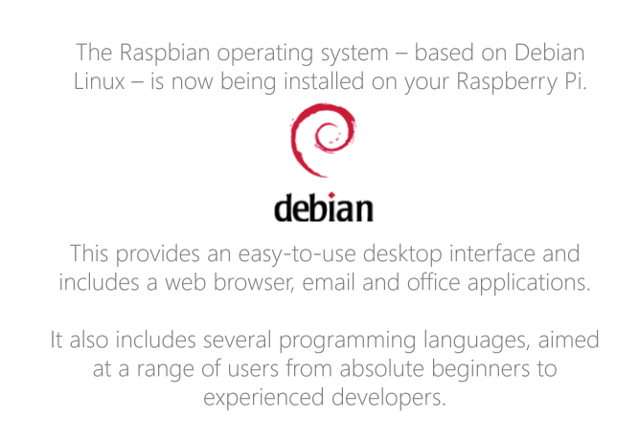 The Raspbian operating system – based on Debian
Linux – is now being installed on your Raspberry Pi.
debian
This provides an easy-to-use desktop interface and
includes a web browser, email and office applications.
It also includes several programming languages, aimed
at a range of users from absolute beginners to
experienced developers.